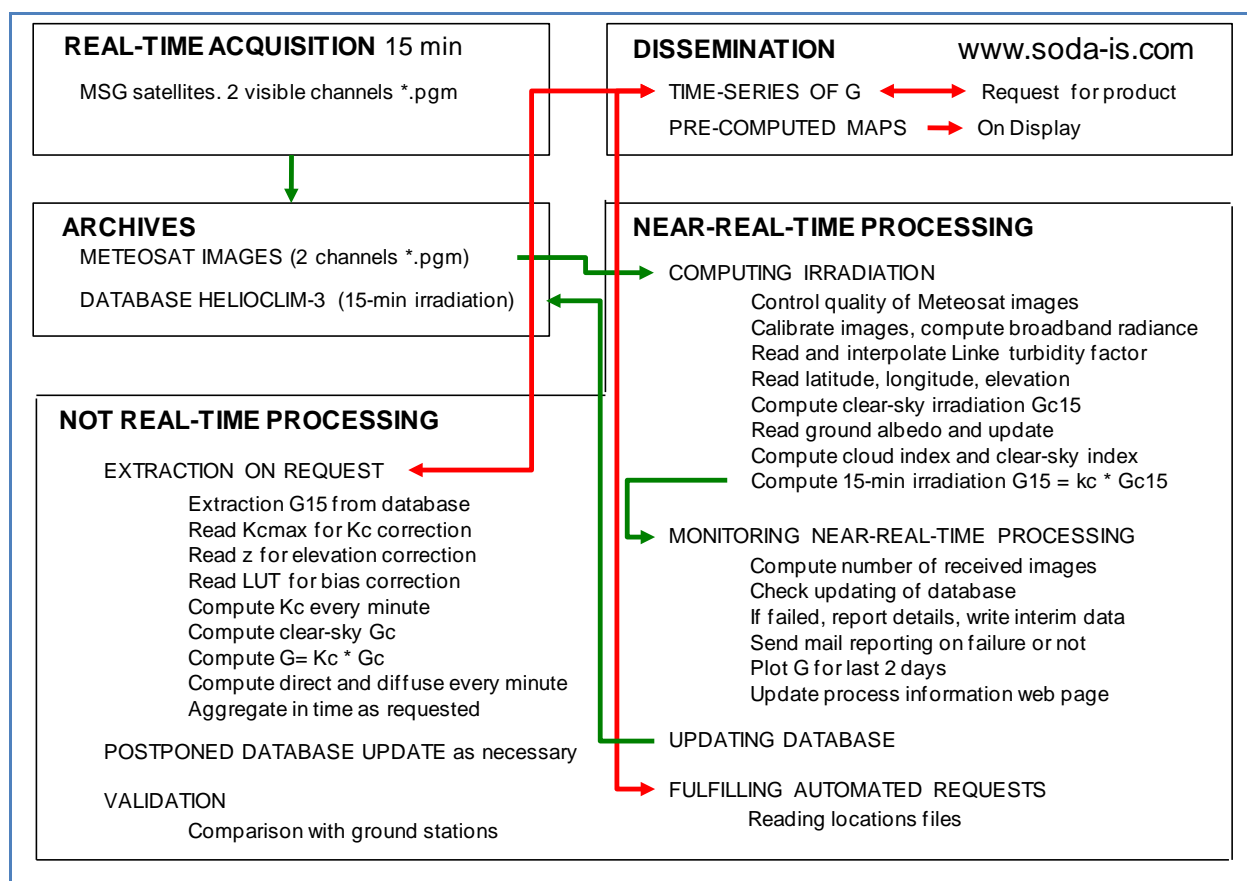 REAL-TIME ACQUISITION 15 min
MSG satellites. 2 visible channels *.pgm
DISSEMINATION www.soda-is.com
TIME-SERIES OF G Request for product
PRE-COMPUTED MAPS On Display
ARCHIVES
METEOSAT IMAGES (2 channels *.pgm)
DATABASE HELIOCLIM-3 (15-min irradiation)
NEAR-REAL-TIME PROCESSING
COMPUTING IRRADIATION
Control quality of Meteosat images
Calibrate images, compute broadband radiance
Read and interpolate Linke turbidity factor
Read latitude, longitude, elevation
Compute clear-sky irradiation Gc15
Read ground albedo and update
Compute cloud index and clear-sky index
Compute 15-min irradiation G15 = kc * Gc15
MONITORING NEAR-REAL-TIME PROCESSING
Compute number of received images
Check updating of database
If failed, report details, write interim data
Send mail reporting on failure or not
Plot G for last 2 days
Update process information web page
UPDATING DATABASE
FULFILLING AUTOMATED REQUESTS
Reading locations files
NOT REAL-TIME PROCESSING
EXTRACTION ON REQUEST
Extraction G15 from database
Read Kcmax for Kc correction
Read z for elevation correction
Read LUT for bias correction
Compute Kc every minute
Compute clear-sky Gc
Compute G= Kc * Gc
Compute direct and diffuse every minute
Aggregate in time as requested
POSTPONED DATABASE UPDATE as necessary
VALIDATION
Comparison with ground stations